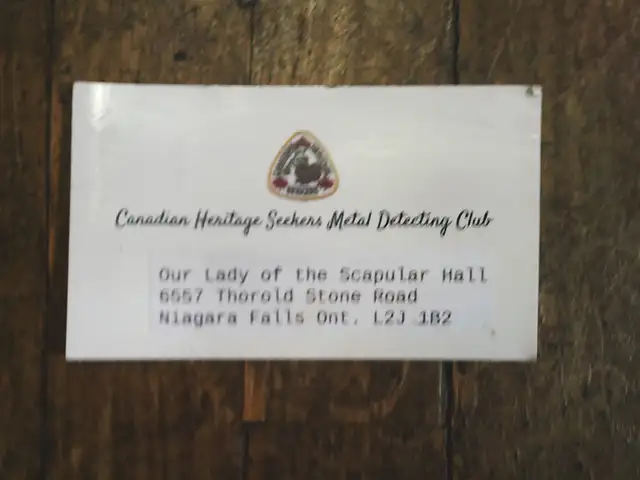 Canadian Heritage Seekers Metal Detecting Club
Our Lady of the Scapular Hall
6557 Thorold Stone Road
Niagara Falls Ont. L2J 1B2